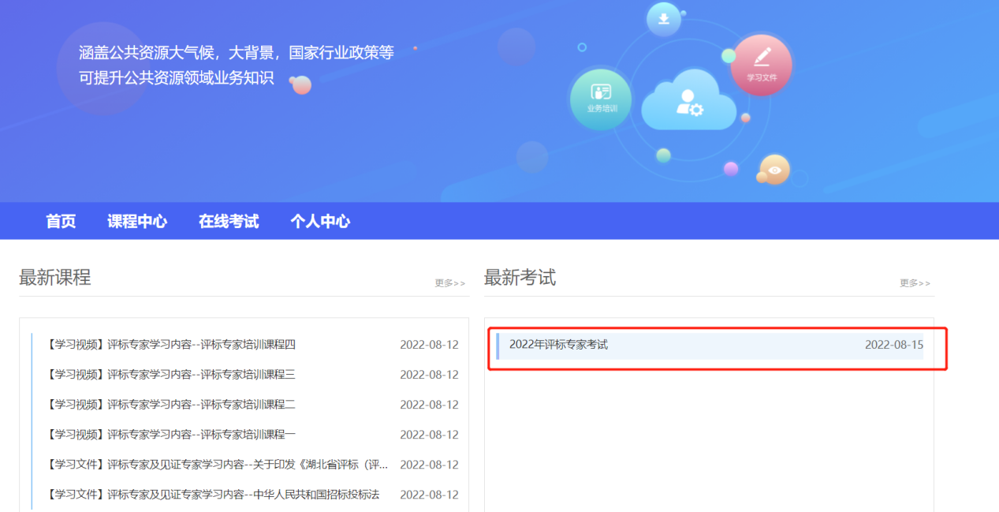 涵盖公共资源大气候，大背景，国家行业政策等
可提升公共资源领域业务知识
学习文件
业务培训
首页 课程中心 在线考试 个人中心
最新课程 更多>>
【学习视频】评标专家学习内容--评标专家培训课程四 2022-08-12
【学习视频】评标专家学习内容--评标专家培训课程三 2022-08-12
【学习视频】评标专家学习内容--评标专家培训课程二 2022-08-12
【学习视频】评标专家学习内容--评标专家培训课程一 2022-08-12
【学习文件】评标专家及见证专家学习内容--关于印发《湖北省评标（评... 2022-08-12
【学习文件】评标专家及见证专家学习内容--中华人民共和国招标投标法 2022-08-12
最新考试 更多>>
2022年评标专家考试 2022-08-15